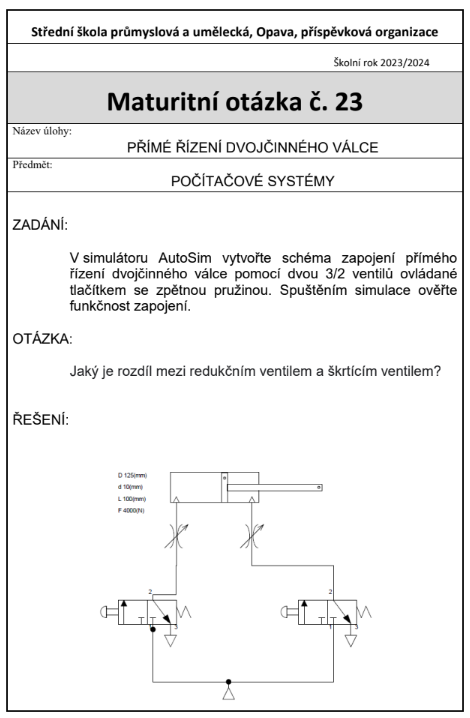 Střední škola průmyslová a umělecká, Opava, příspěvková organizace
Školní rok 2023/2024
Maturitní otázka č. 23
Název úlohy:
PŘÍMÉ ŘÍZENÍ DVOJČINNÉHO VÁLCE
Předmět:
POČÍTAČOVÉ SYSTÉMY
ZADÁNÍ:
V simulátoru AutoSim vytvořte schéma zapojení přímého
řízení dvojčinného válce pomocí dvou 3/2 ventilů ovládané
tlačítkem se zpětnou pružinou. Spuštěním simulace ověřte
funkčnost zapojení.
OTÁZKA:
Jaký je rozdíl mezi redukčním ventilem a škrtícím ventilem?
ŘEŠENÍ:
D 125(mm)
d 10(mm)
L 100(mm)
F 4000(N)
2
2
1
3
1
3